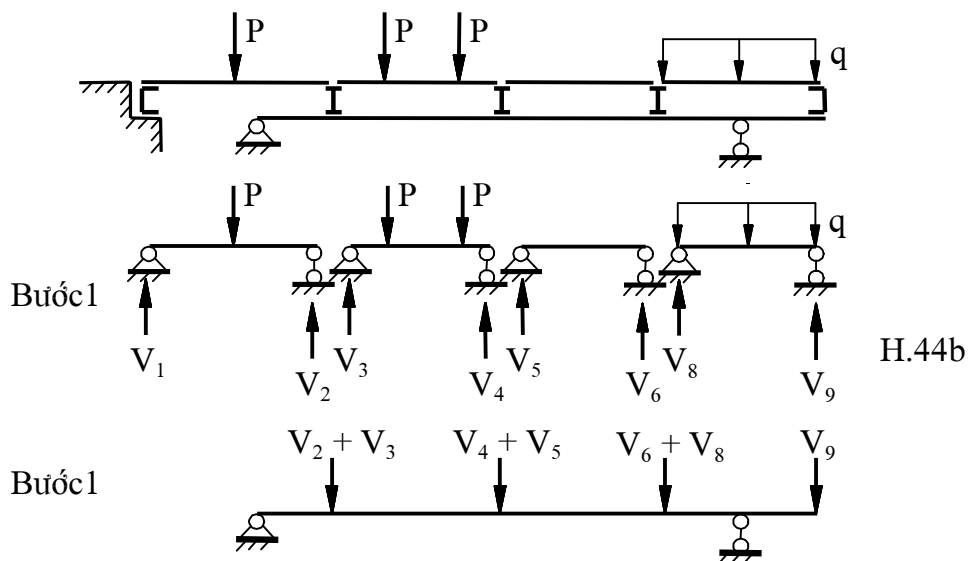 P P P
q
P P P
q
Bước1
V₁ V₂ V₃ V₄ V₅ V₆ V₈ V₉
H.44b
V₂ + V₃ V₄ + V₅ V₆ + V₈ V₉
Bước1